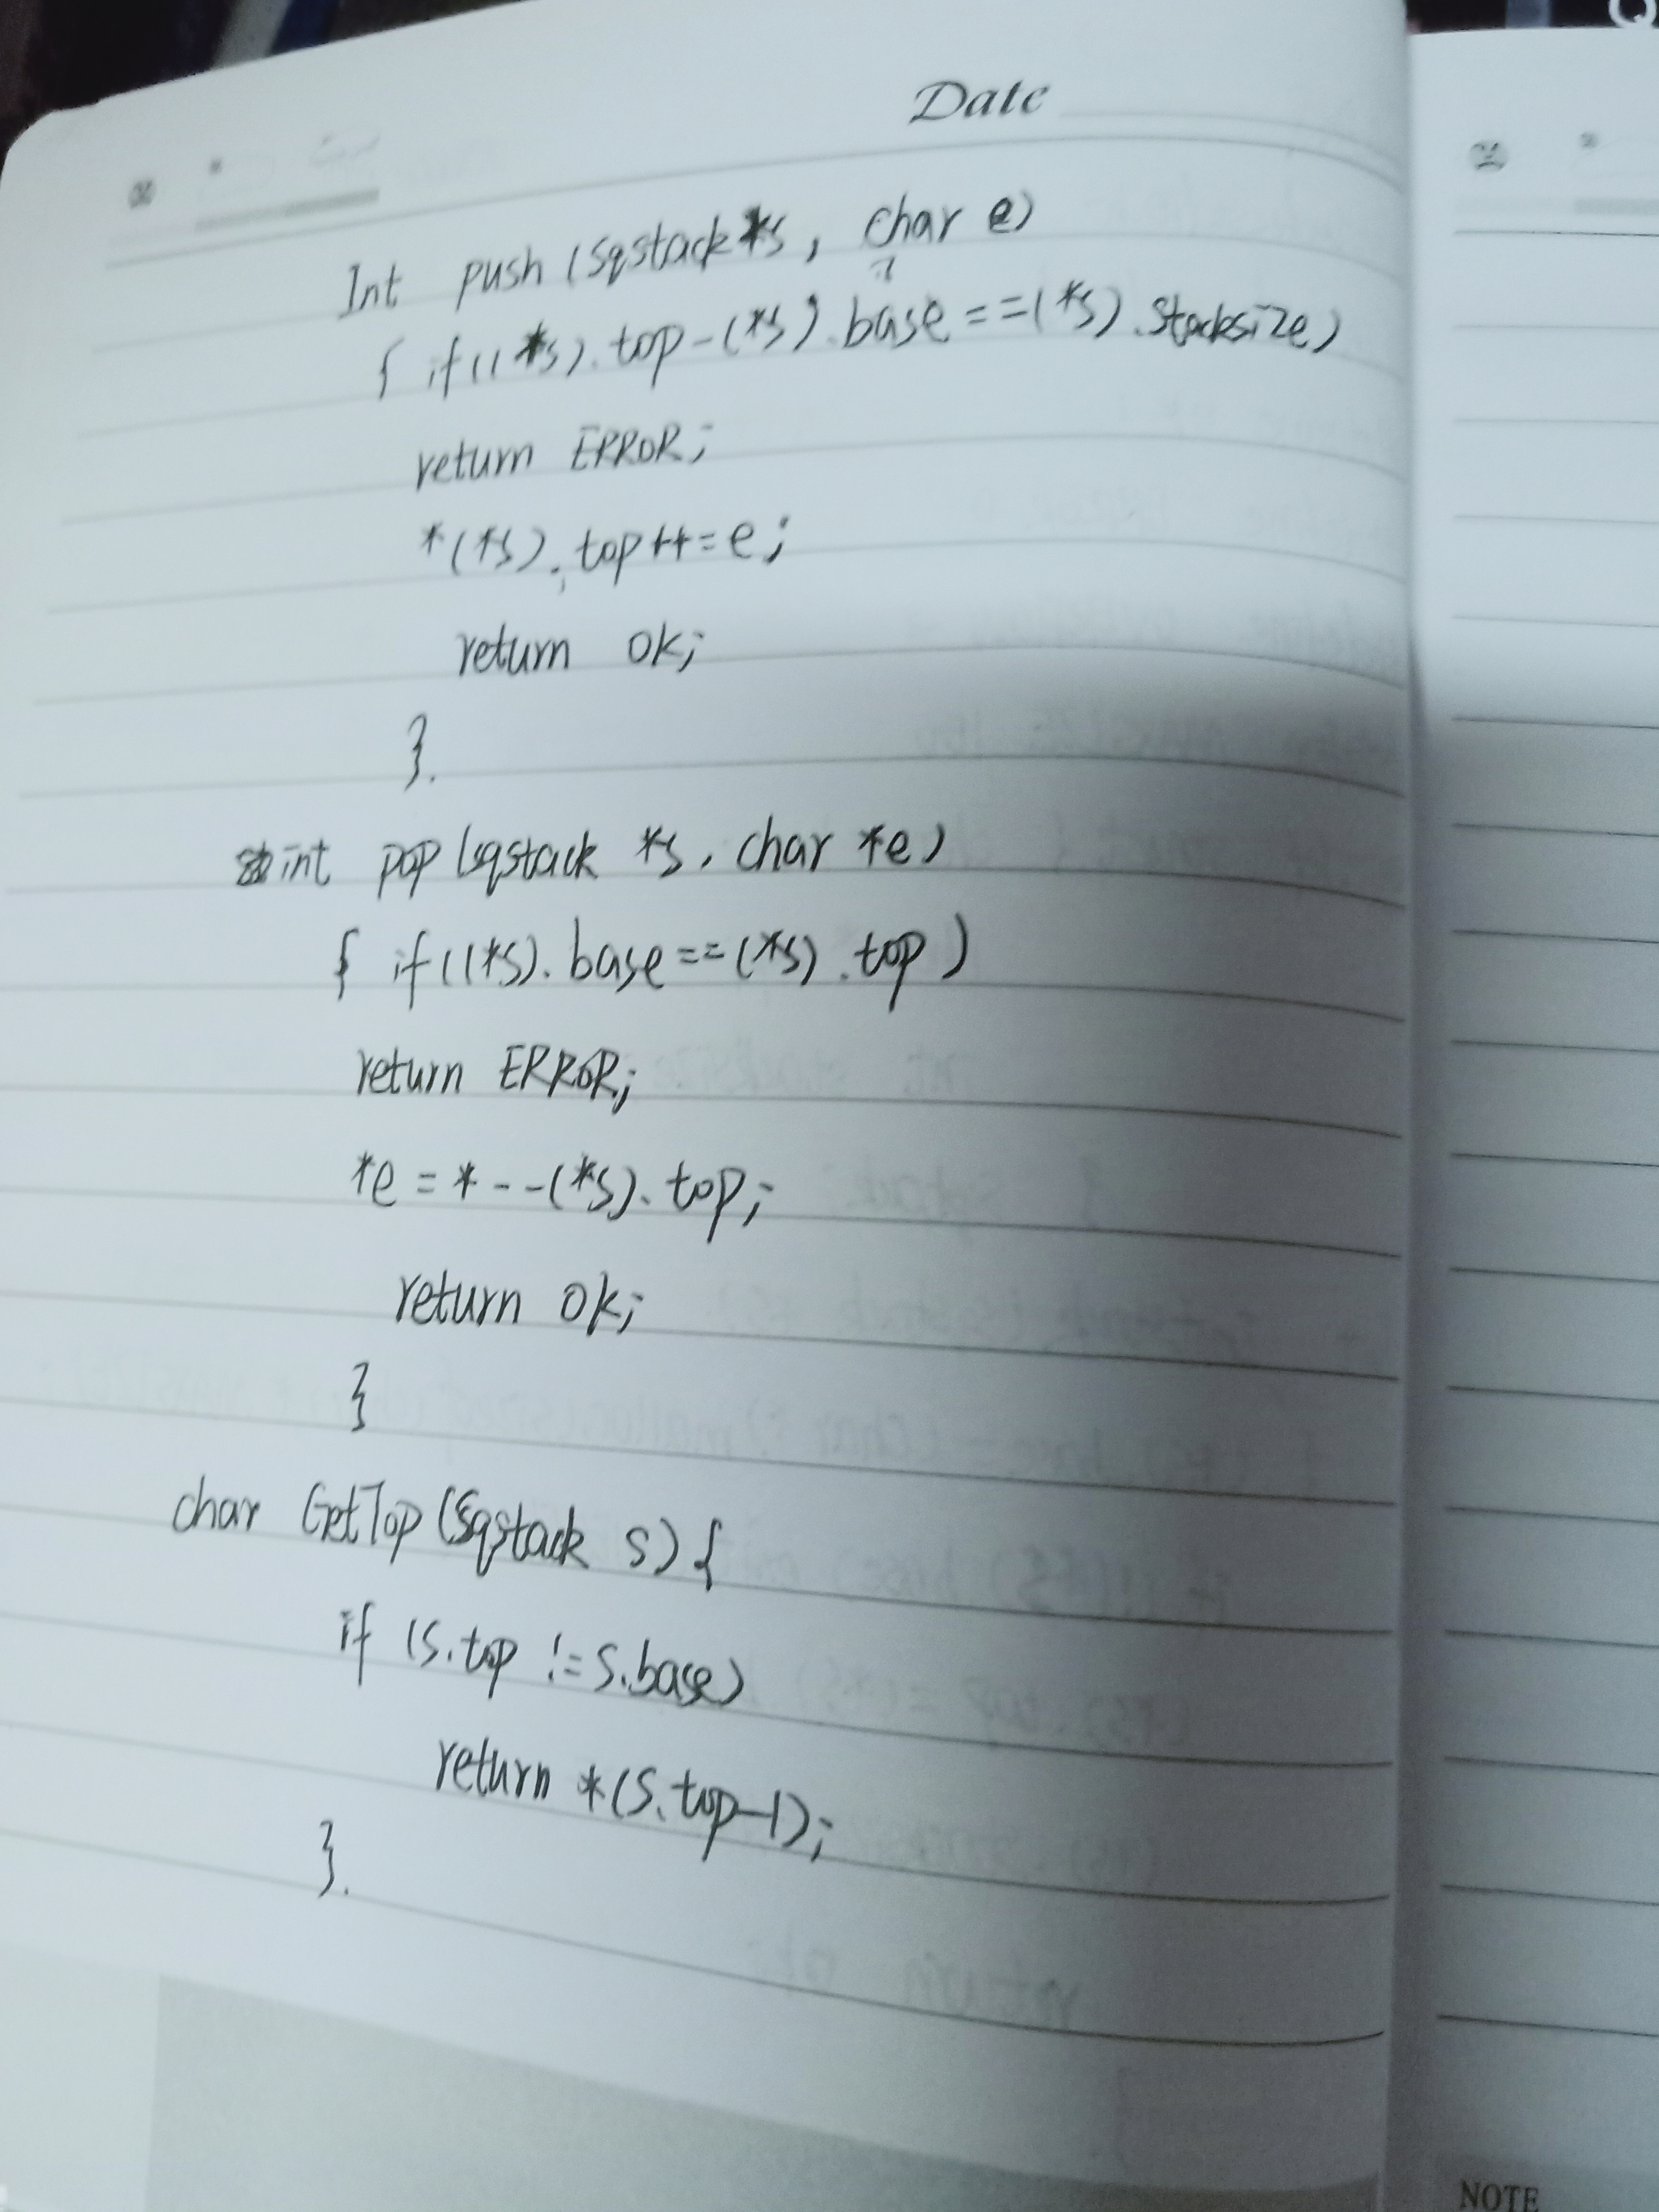 Date
Int push (sqstack *s, char e)
{ if((*s).top-(*s).base==(*s).stacksize)
return ERROR;
*(*s).top++=e;
return ok;
}.
int pop (sqstack *s, char *e)
{ if((*s).base==(*s).top)
return ERROR;
*e=*--(*s).top;
return ok;
}
char GetTop(Sqstack s){
if (s.top !=s.base)
return *(s.top-1);
}.
NOTE